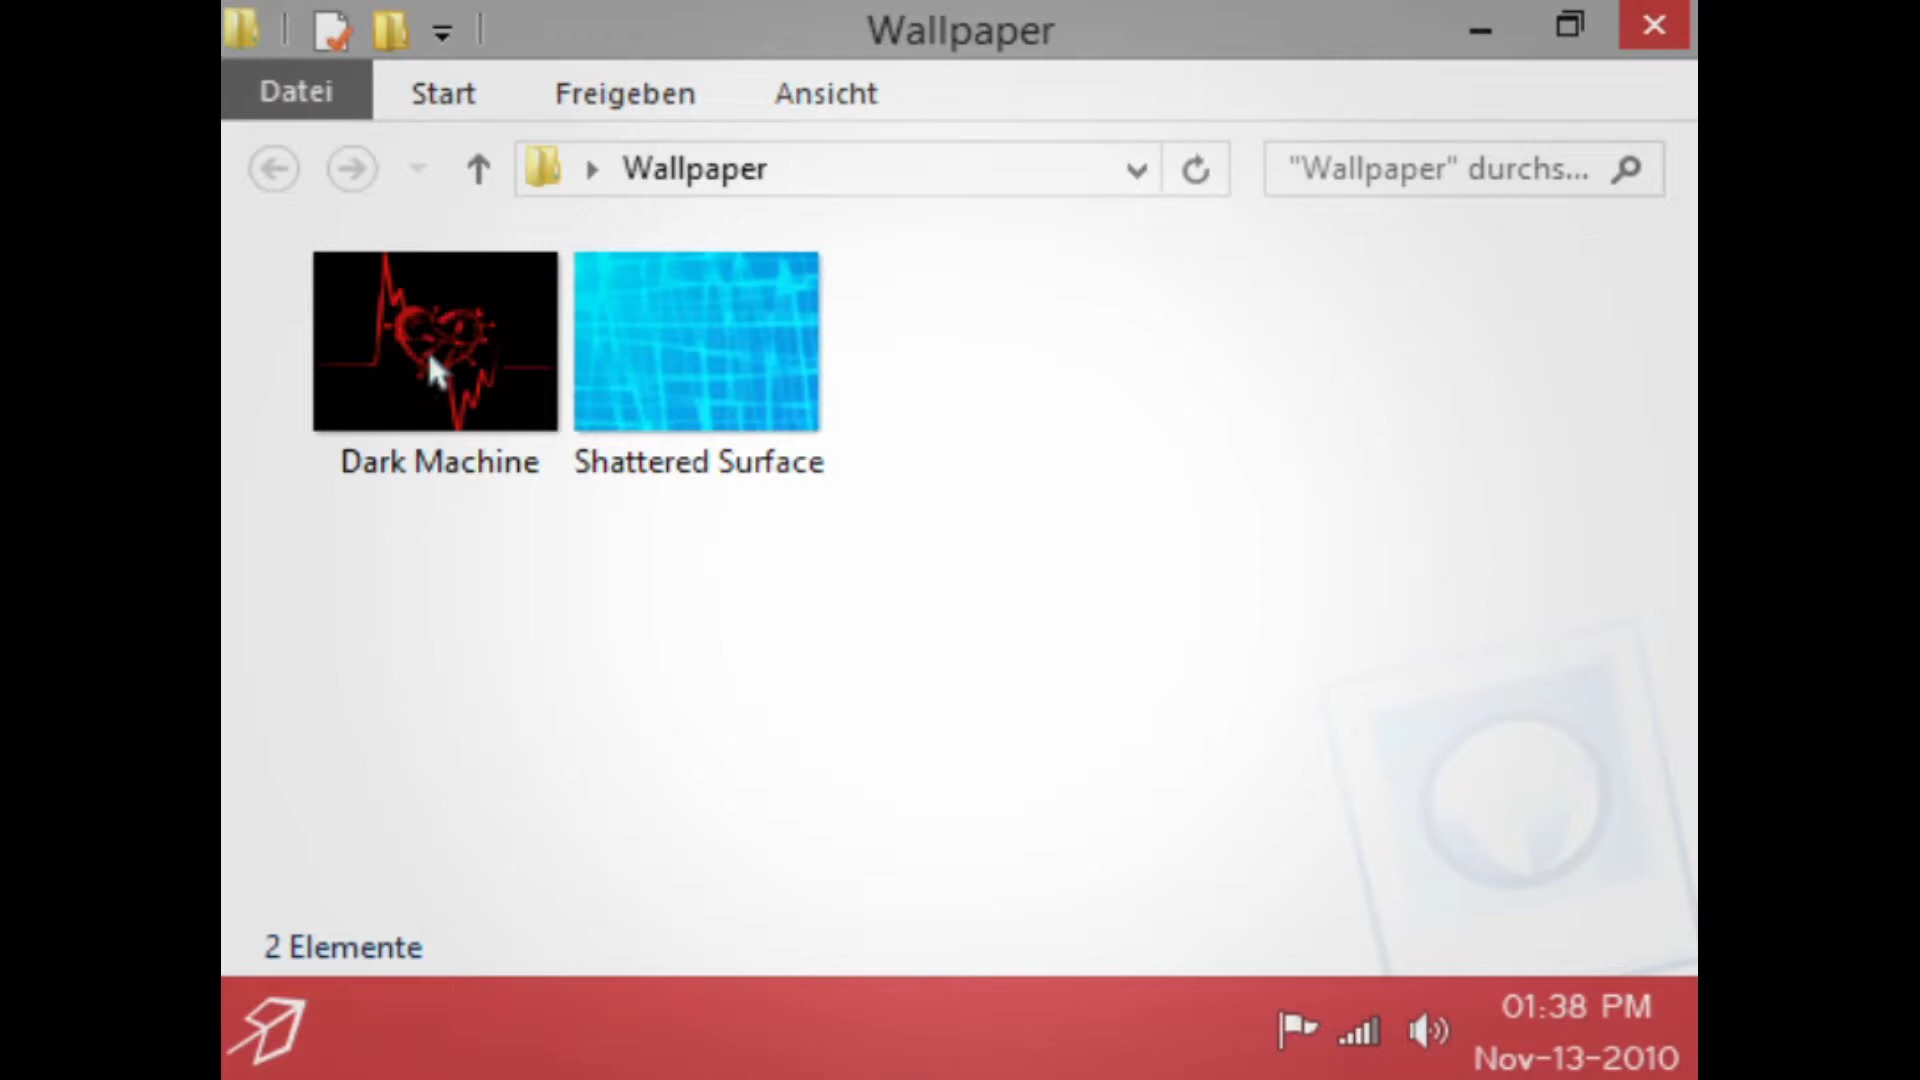 Wallpaper
Datei Start Freigeben Ansicht
Wallpaper "Wallpaper" durchs...
Dark Machine Shattered Surface
2 Elemente
01:38 PM
Nov-13-2010